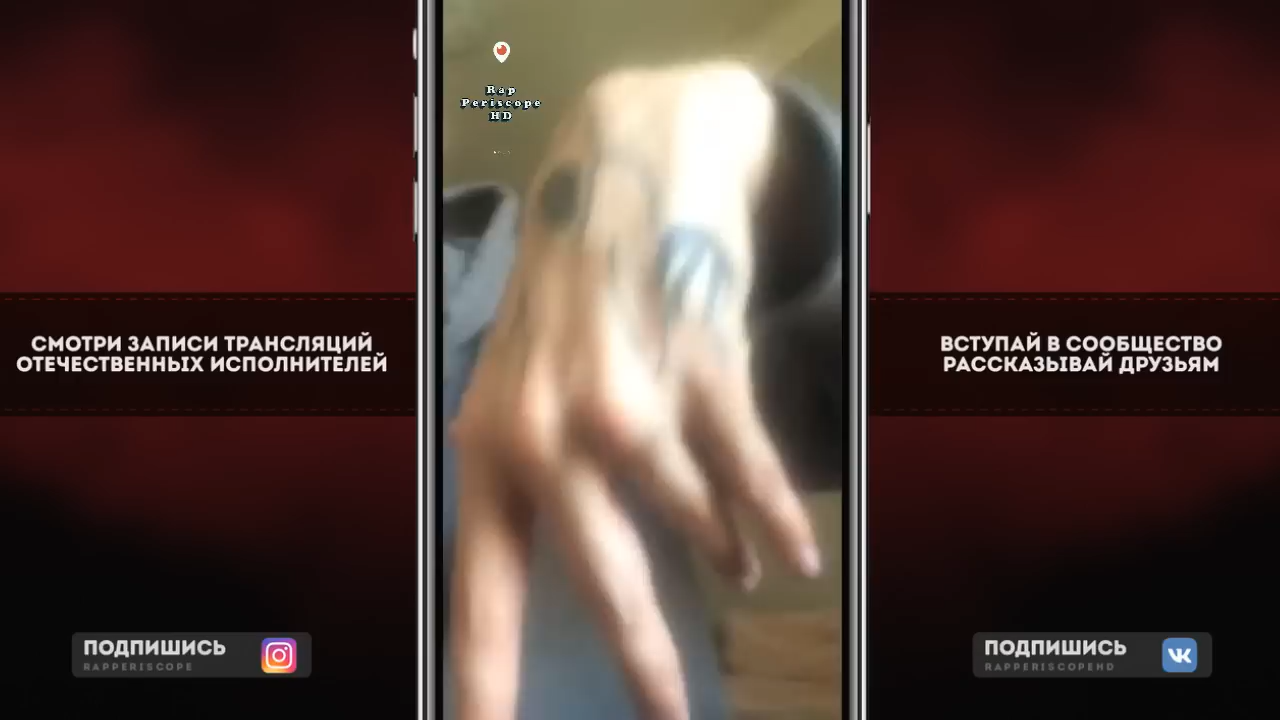 Rap
Periscope
HD
СМОТРИ ЗАПИСИ ТРАНСЛЯЦИЙ
ОТЕЧЕСТВЕННЫХ ИСПОЛНИТЕЛЕЙ
ВСТУПАЙ В СООБЩЕСТВО
РАССКАЗЫВАЙ ДРУЗЬЯМ
ПОДПИШИСЬ
RAPPERISCOPE
ПОДПИШИСЬ
RAPPERISCOPEHD